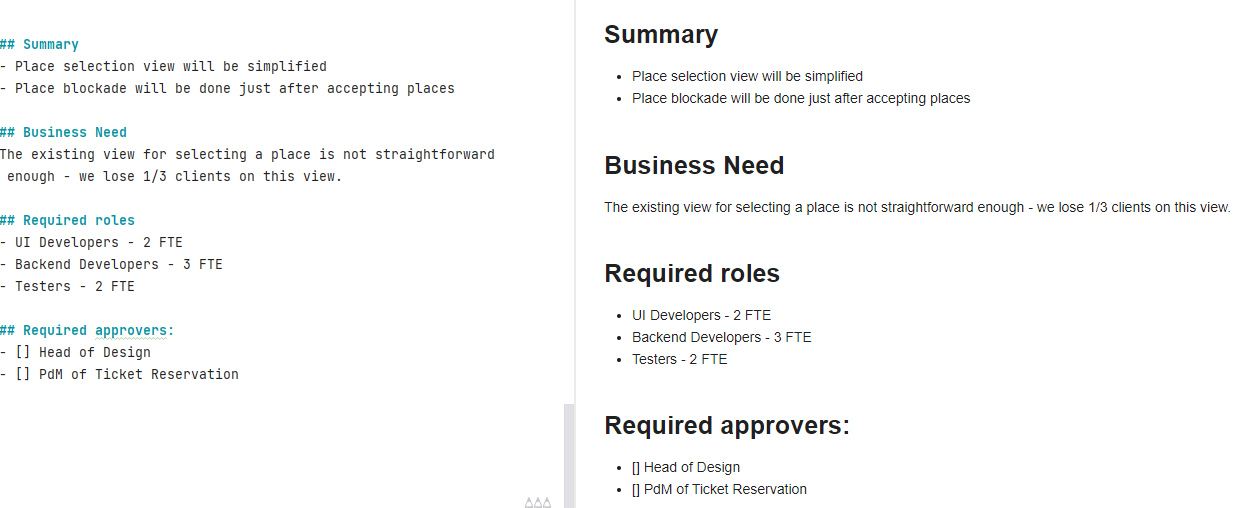 ## Summary
- Place selection view will be simplified
- Place blockade will be done just after accepting places
## Business Need
The existing view for selecting a place is not straightforward
enough - we lose 1/3 clients on this view.
## Required roles
- UI Developers - 2 FTE
- Backend Developers - 3 FTE
- Testers - 2 FTE
## Required approvers:
- [] Head of Design
- [] PdM of Ticket Reservation
Summary
• Place selection view will be simplified
• Place blockade will be done just after accepting places
Business Need
The existing view for selecting a place is not straightforward enough - we lose 1/3 clients on this view.
Required roles
• UI Developers - 2 FTE
• Backend Developers - 3 FTE
• Testers - 2 FTE
Required approvers:
• [] Head of Design
• [] PdM of Ticket Reservation